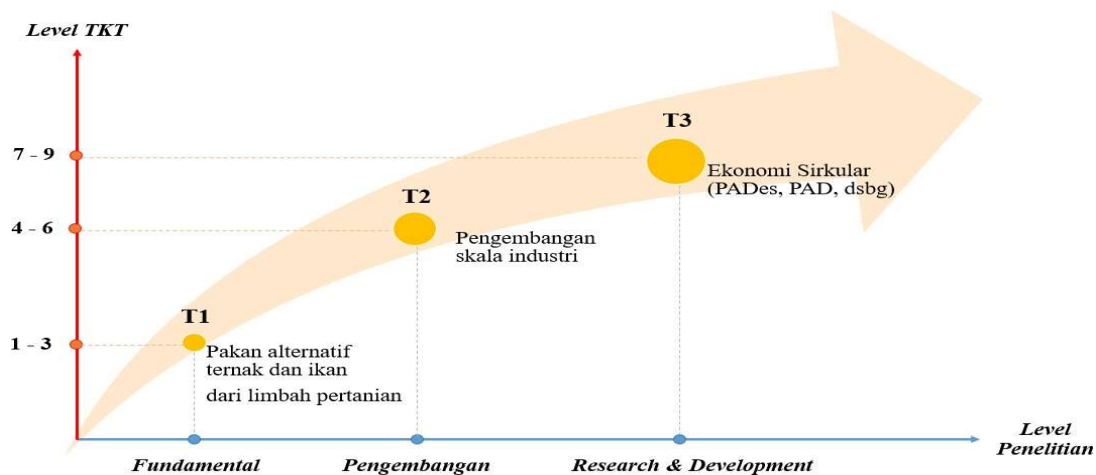 Level TKT
7 - 9
4 - 6
1 - 3
T1
Pakan alternatif
ternak dan ikan
dari limbah pertanian
T2
Pengembangan
skala industri
T3
Ekonomi Sirkular
(PADes, PAD, dsbg)
Fundamental
Pengembangan
Research & Development
Level
Penelitian